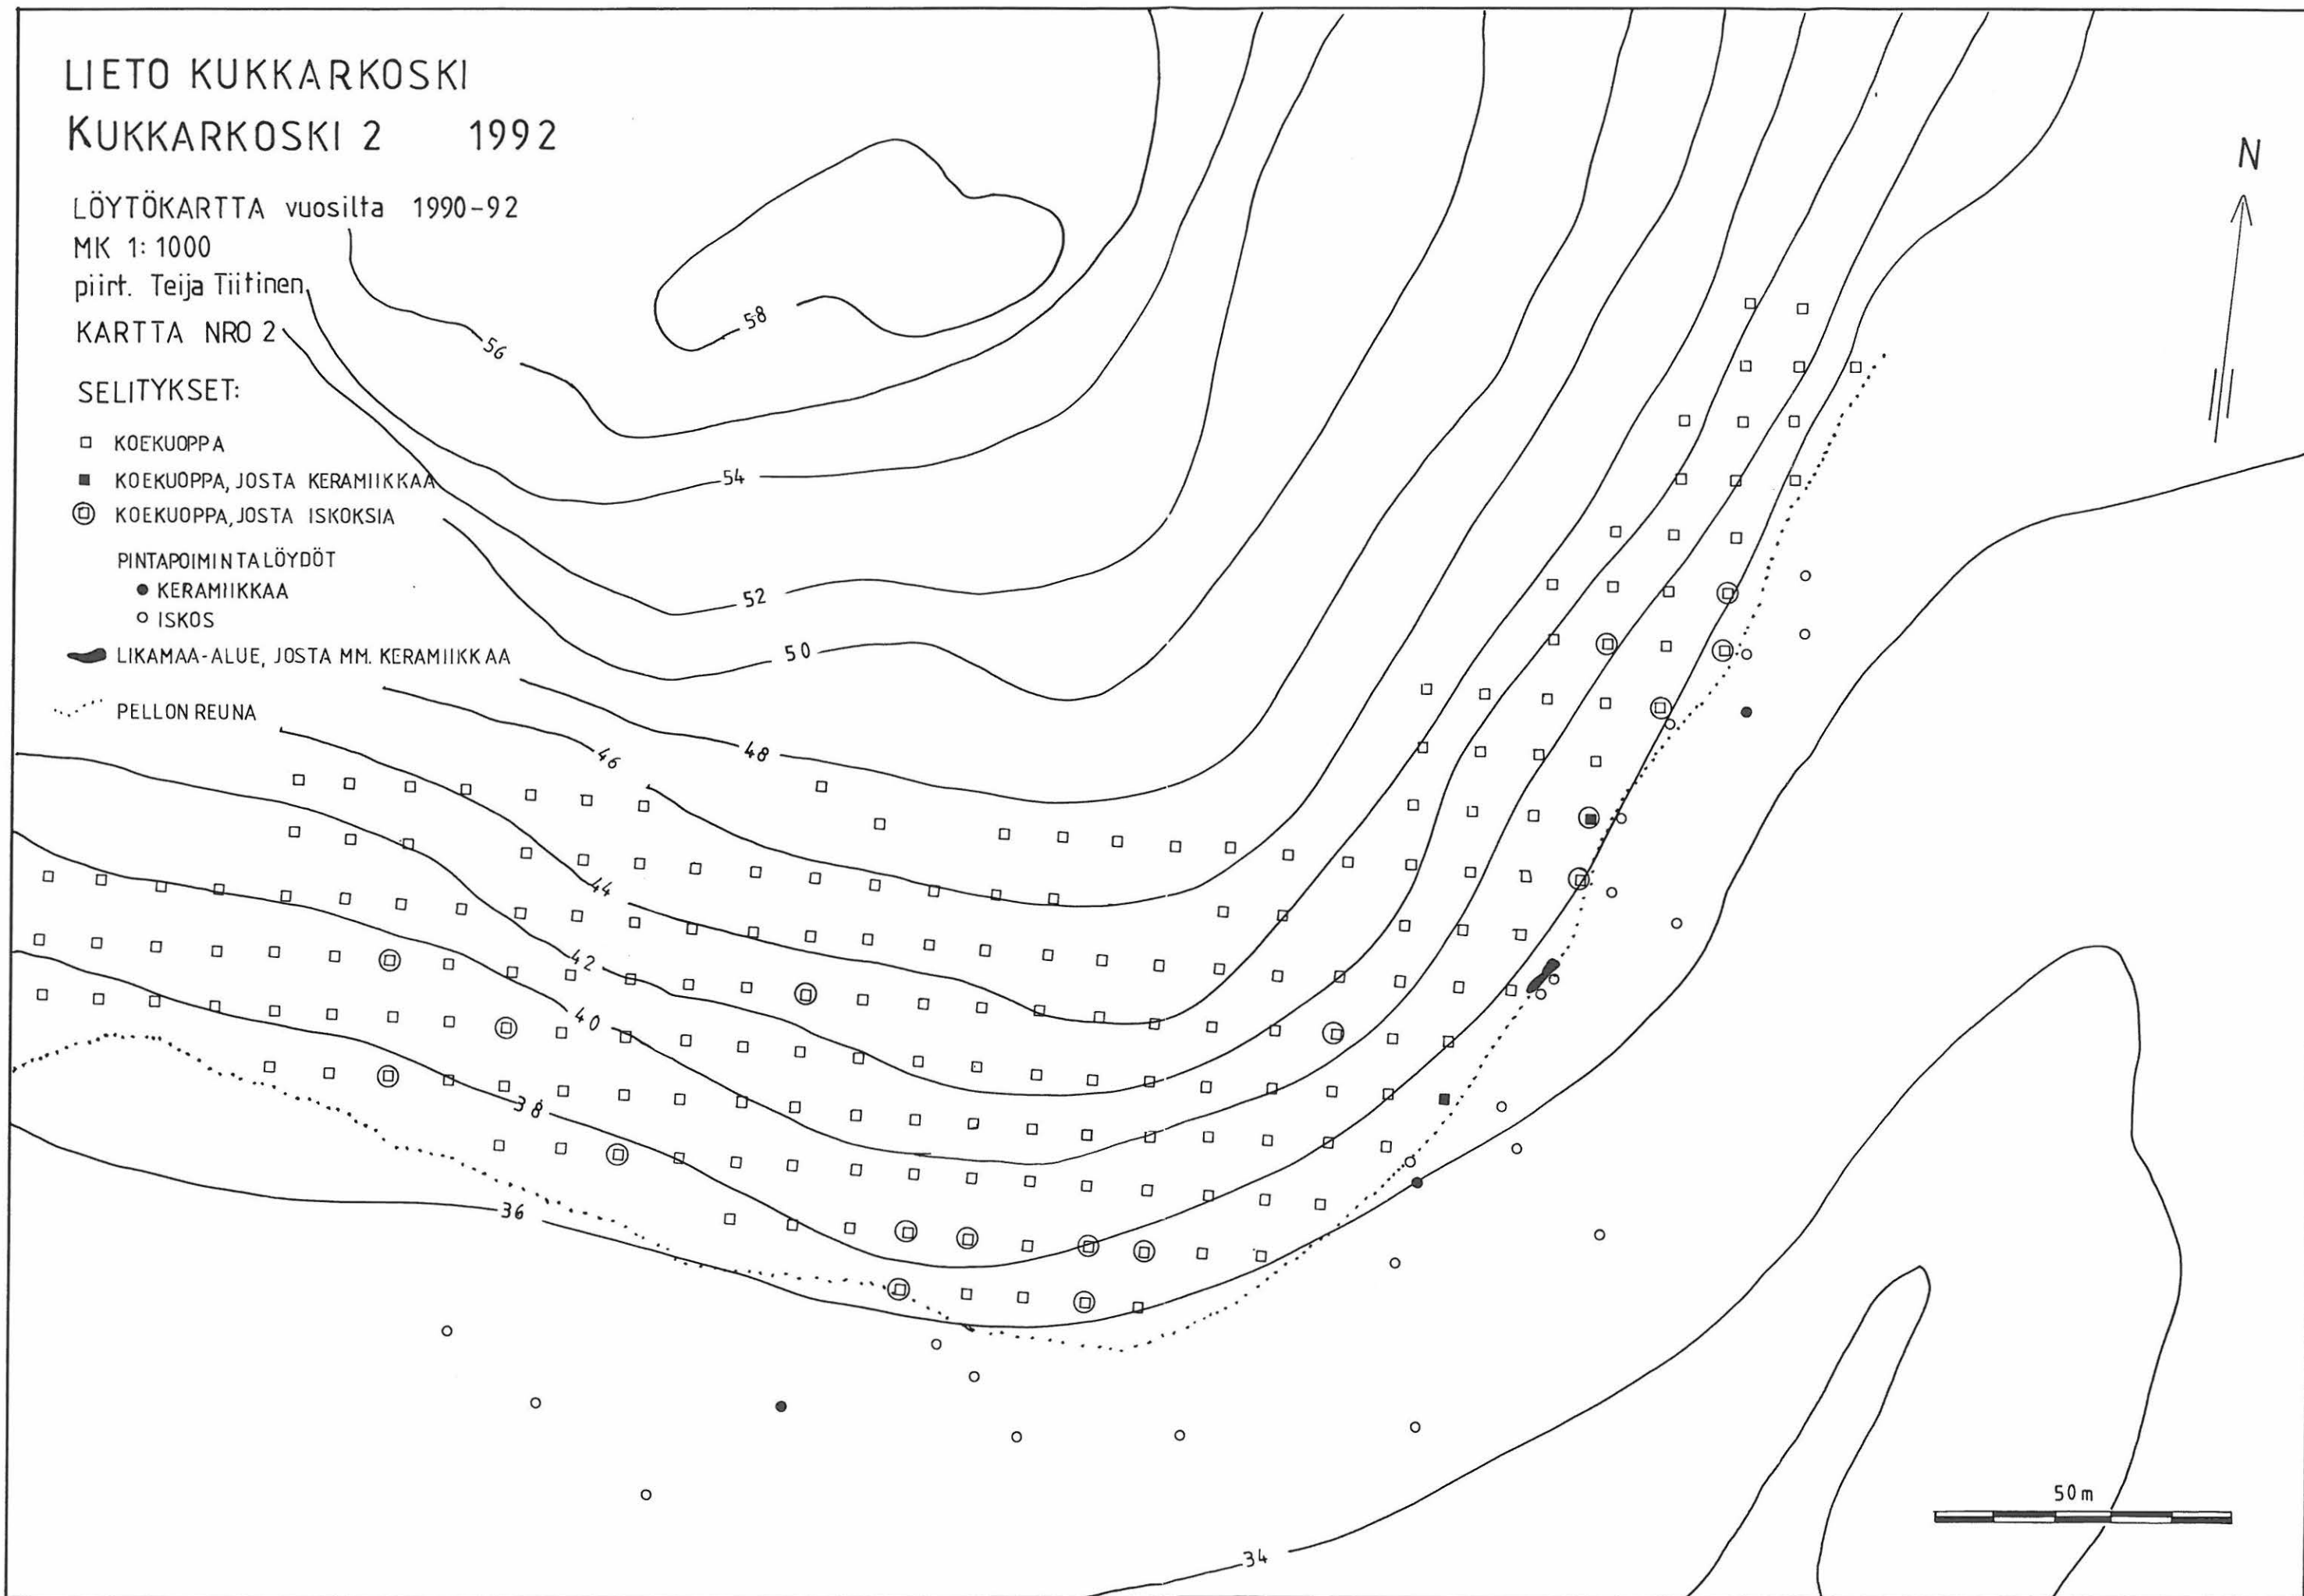 LIETO KUKKARKOSKI
KUKKARKOSKI 2 1992
LÖYTÖKARTTA vuosilta 1990-92
MK 1:1000
piirt. Teija Tiitinen
KARTTA NRO 2
SELITYKSET:
KOEKUOPPA
KOEKUOPPA, JOSTA KERAMIIKKAA
KOEKUOPPA, JOSTA ISKOKSIA
PINTAPOIMINTALÖYDÖT
KERAMIIKKAA
ISKOS
LIKAMAA-ALUE, JOSTA MM. KERAMIIKKAA
PELLON REUNA
N
58
56
54
52
50
48
46
44
42
40
38
36
34
50 m